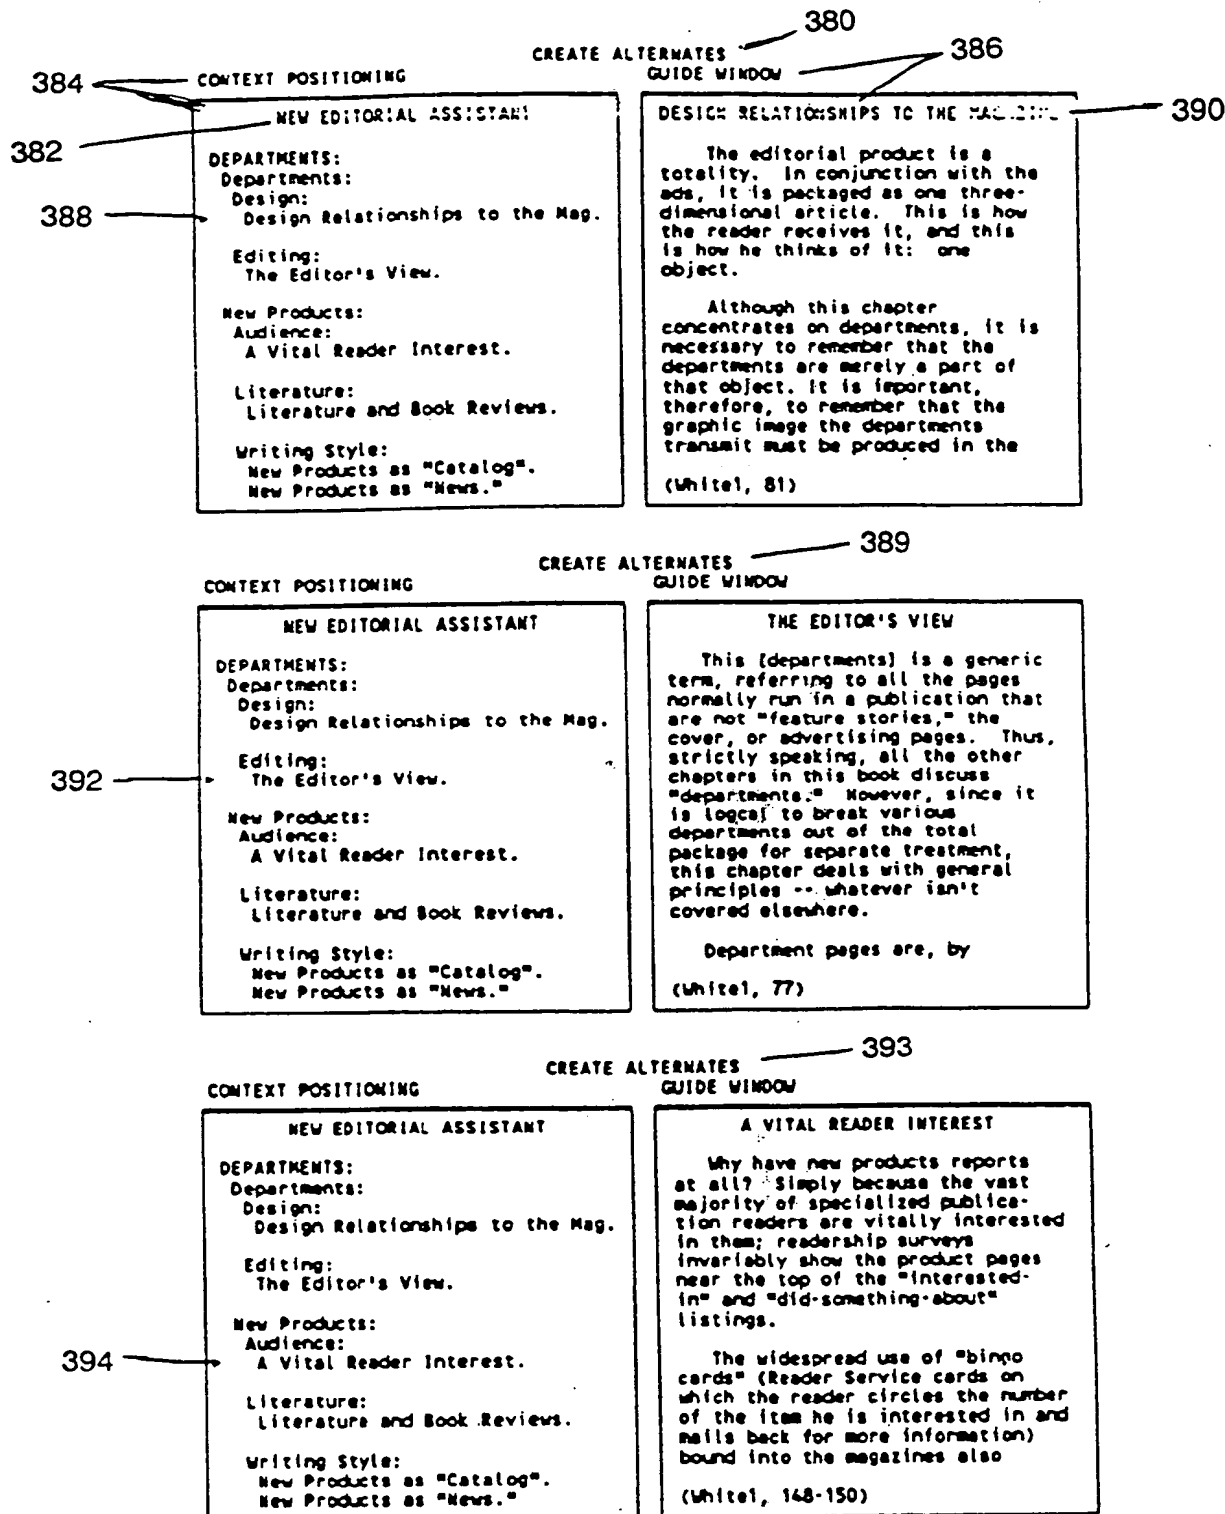 380
CREATE ALTERNATES
386
384
CONTEXT POSITIONING
GUIDE WINDOW
382
NEW EDITORIAL ASSISTANT
DEPARTMENTS:
Departments:
Design:
388
Design Relationships to the Mag.
Editing:
The Editor's View.
New Products:
Audience:
A Vital Reader Interest.
Literature:
Literature and Book Reviews.
Writing Style:
New Products as "Catalog".
New Products as "News."
DESIGN RELATIONSHIPS TO THE MAGAZINE
390
The editorial product is a
totality. In conjunction with the
ads, it is packaged as one three-
dimensional article. This is how
the reader receives it, and this
is how he thinks of it: one
object.
Although this chapter
concentrates on departments, it is
necessary to remember that the
departments are merely a part of
that object. It is important,
therefore, to remember that the
graphic image the departments
transmit must be produced in the
(White1, 81)
389
CREATE ALTERNATES
CONTEXT POSITIONING
GUIDE WINDOW
NEW EDITORIAL ASSISTANT
DEPARTMENTS:
Departments:
Design:
Design Relationships to the Mag.
Editing:
392
The Editor's View.
New Products:
Audience:
A Vital Reader Interest.
Literature:
Literature and Book Reviews.
Writing Style:
New Products as "Catalog".
New Products as "News."
THE EDITOR'S VIEW
This [departments] is a generic
term, referring to all the pages
normally run in a publication that
are not "feature stories," the
cover, or advertising pages. Thus,
strictly speaking, all the other
chapters in this book discuss
"departments." However, since it
is logcal to break various
departments out of the total
package for separate treatment,
this chapter deals with general
principles -- whatever isn't
covered elsewhere.
Department pages are, by
(White1, 77)
393
CREATE ALTERNATES
CONTEXT POSITIONING
GUIDE WINDOW
NEW EDITORIAL ASSISTANT
DEPARTMENTS:
Departments:
Design:
Design Relationships to the Mag.
Editing:
The Editor's View.
New Products:
Audience:
394
A Vital Reader Interest.
Literature:
Literature and Book Reviews.
Writing Style:
New Products as "Catalog".
New Products as "News."
A VITAL READER INTEREST
Why have new products reports
at all? Simply because the vast
majority of specialized publica-
tion readers are vitally interested
in them; readership surveys
invariably show the product pages
near the top of the "interested-
in" and "did-something-about"
listings.
The widespread use of "bingo
cards" (Reader Service cards on
which the reader circles the number
of the item he is interested in and
mails back for more information)
bound into the magazines also
(White1, 148-150)